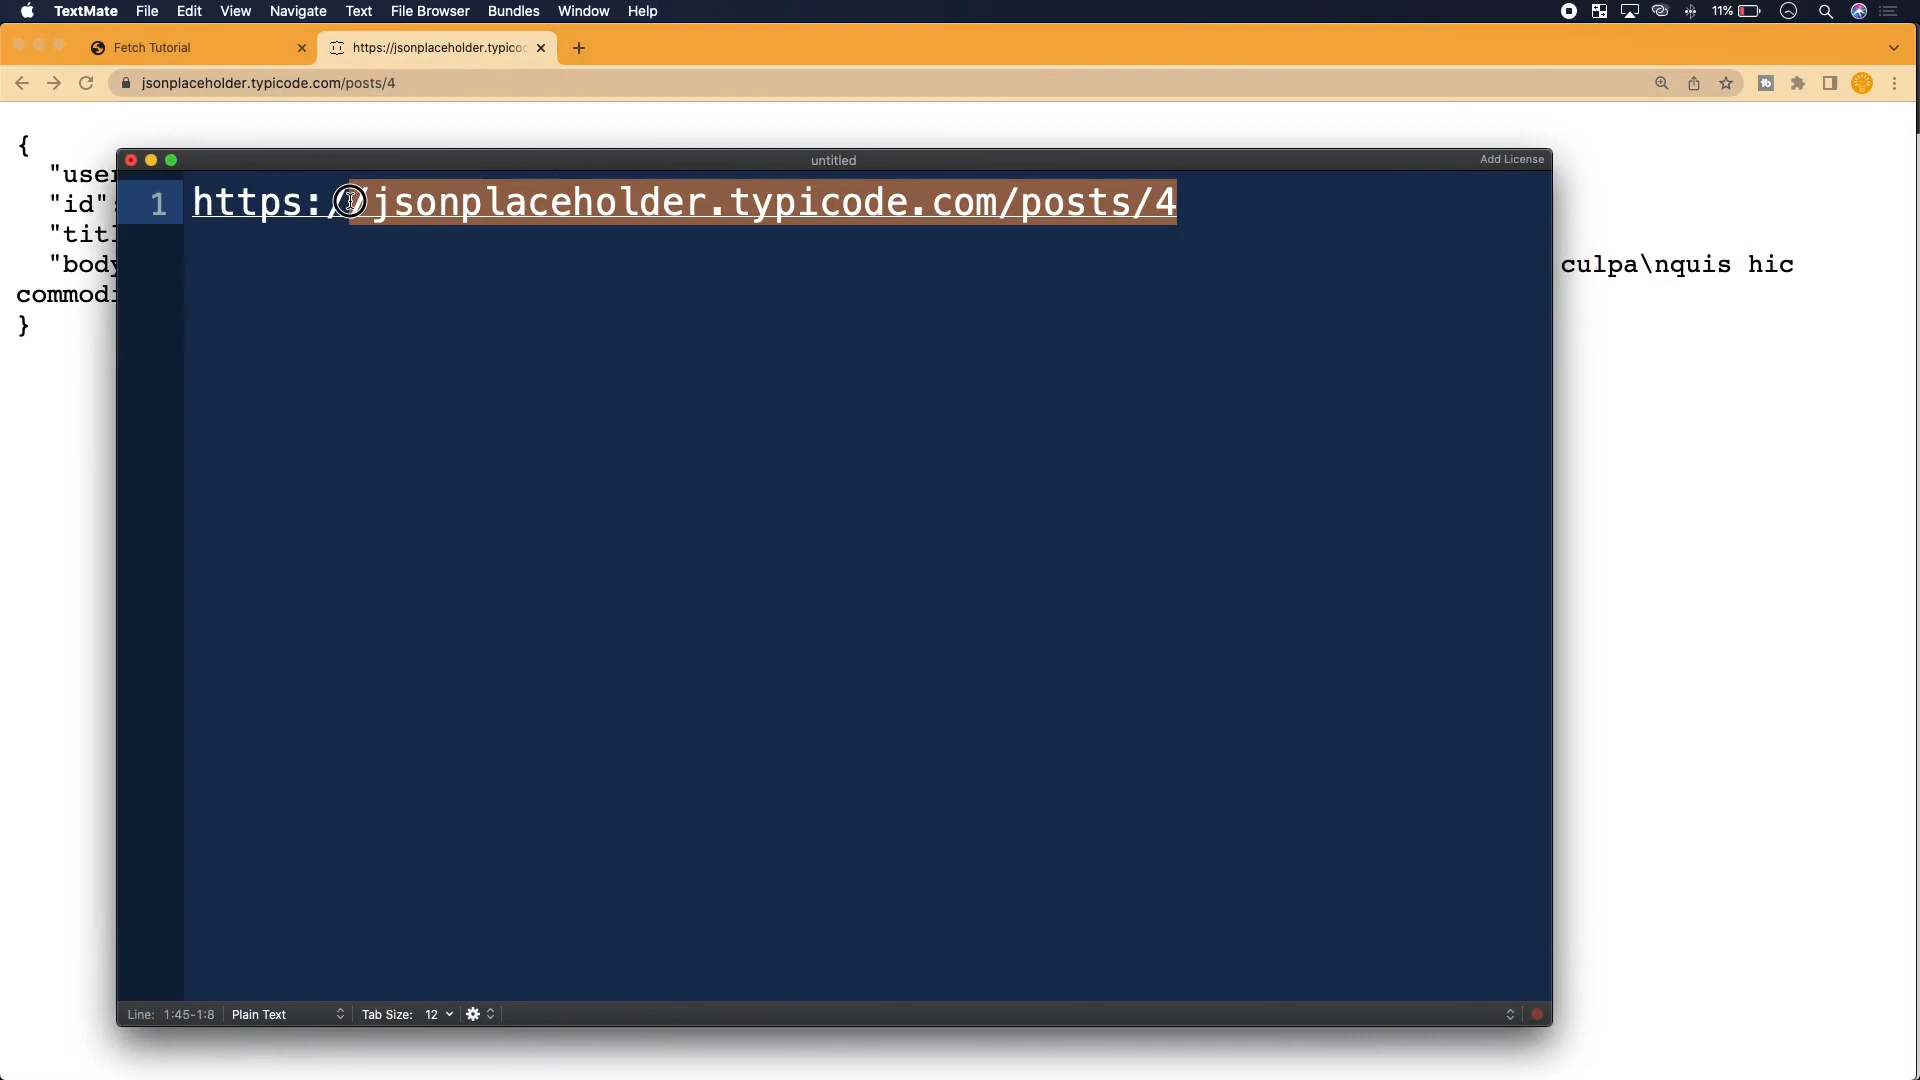 TextMate File Edit View Navigate Text File Browser Bundles Window Help 11%
Fetch Tutorial https://jsonplaceholder.typico
jsonplaceholder.typicode.com/posts/4
{
untitled Add License
"user
1 https://jsonplaceholder.typicode.com/posts/4
"id":
"titl
"body culpa\nquis hic
commodi
}
Line: 1:45-1:8 Plain Text Tab Size: 12